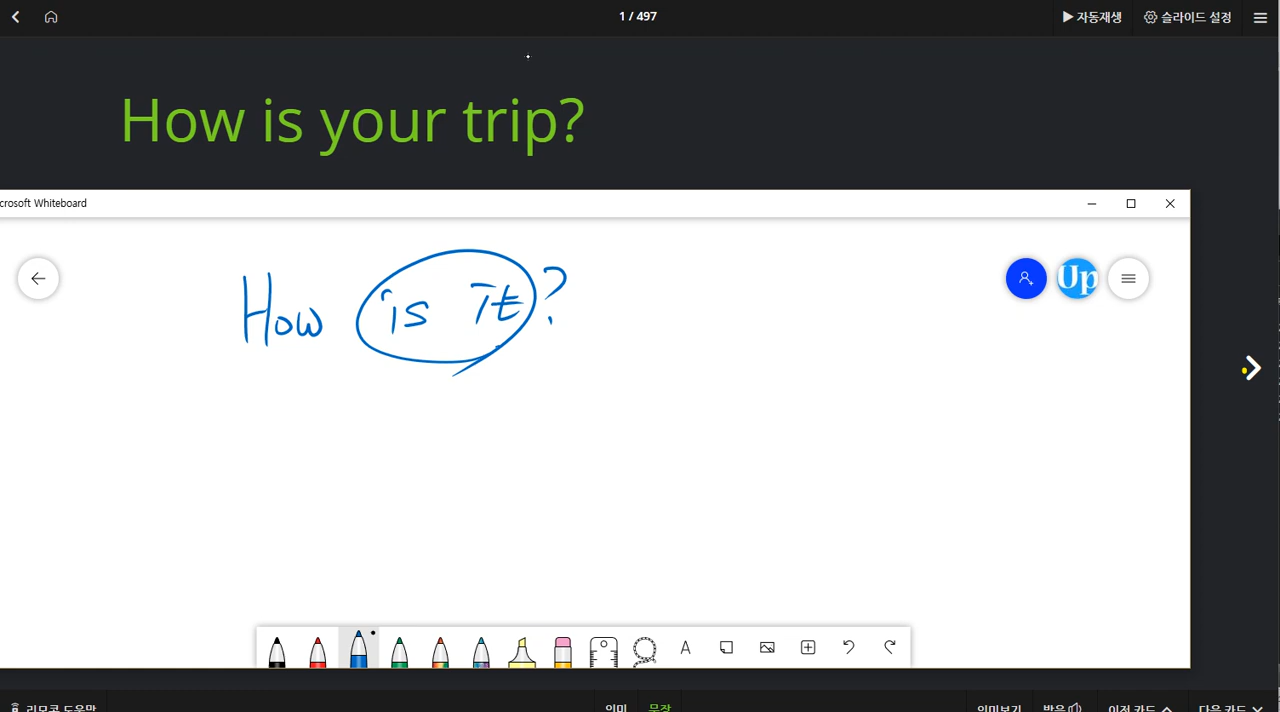 1 / 497
▶ 자동재생
슬라이드 설정
How is your trip?
crosoft Whiteboard
How is it?
Up
A
리모콘 도움말
의미
문장
의미보기
발음
이전 카드
다음 카드